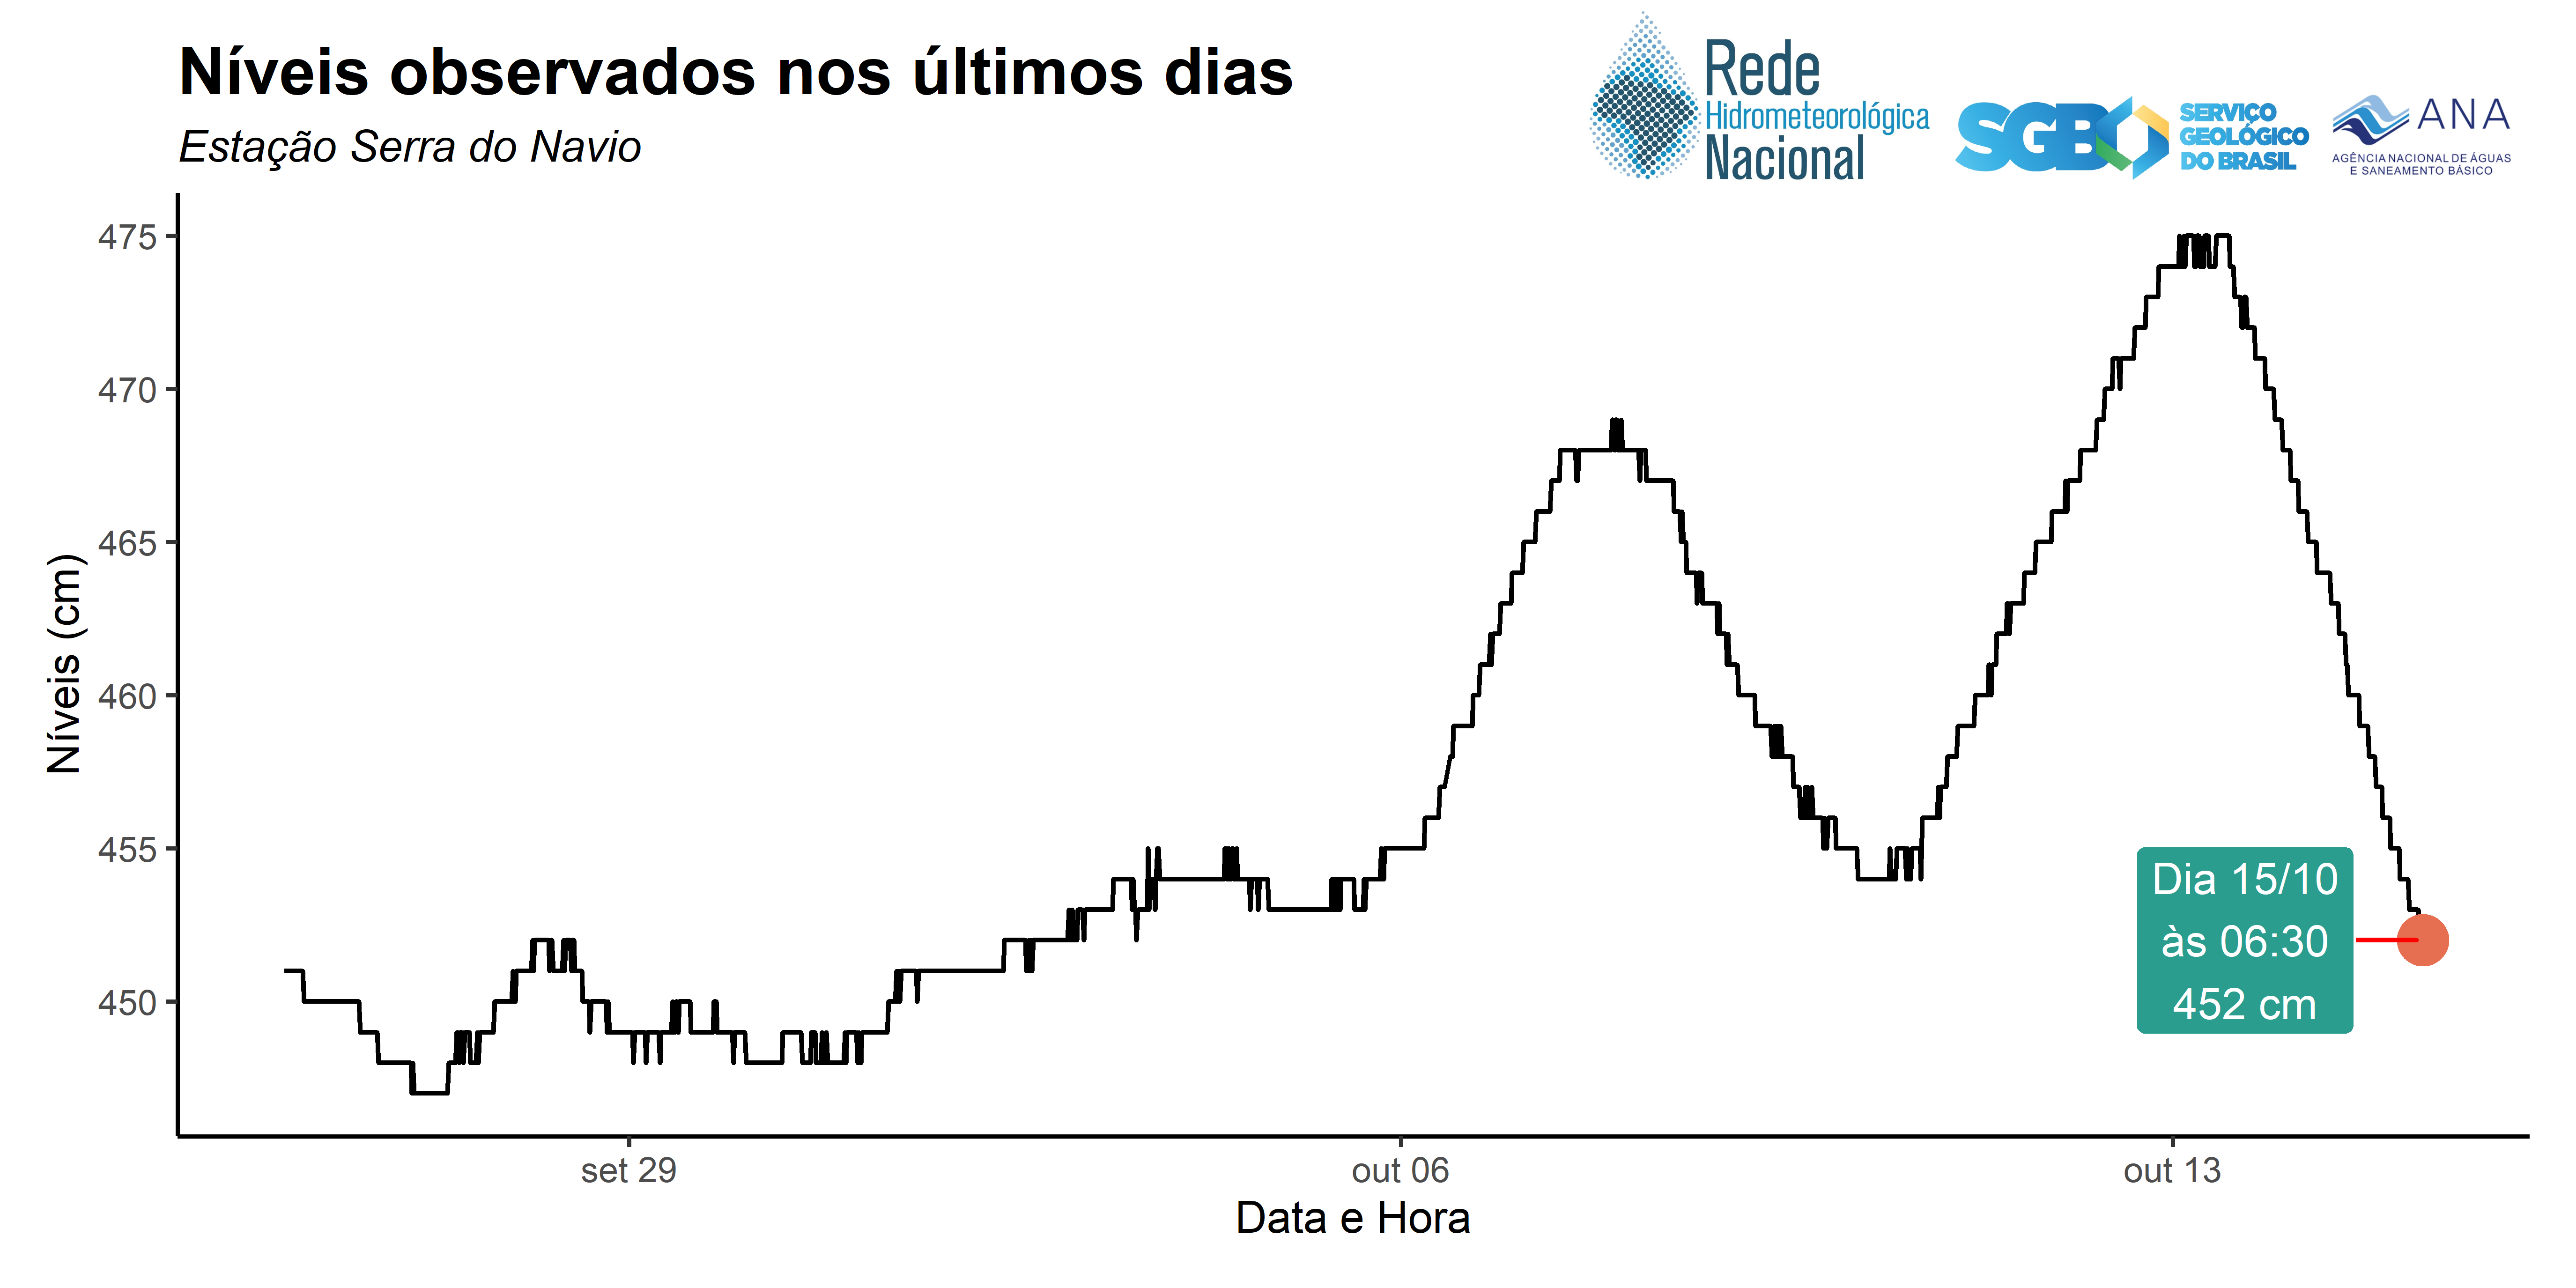 Níveis observados nos últimos dias
Estação Serra do Navio
Rede
Hidrometeorológica
Nacional
SGB
SERVIÇO
GEOLÓGICO
DO BRASIL
ANA
AGÊNCIA NACIONAL DE ÁGUAS
E SANEAMENTO BÁSICO
Níveis (cm)
475
470
465
460
455
450
Dia 15/10
às 06:30
452 cm
set 29
out 06
out 13
Data e Hora